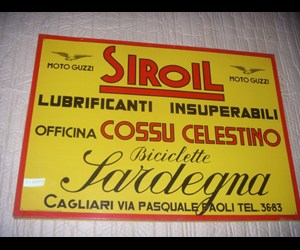 SIROIL
MOTO GUZZI MOTO GUZZI
LUBRIFICANTI INSUPERABILI
OFFICINA COSSU CELESTINO
Biciclette
Sardegna
CAGLIARI VIA PASQUALE PAOLI TEL. 3683